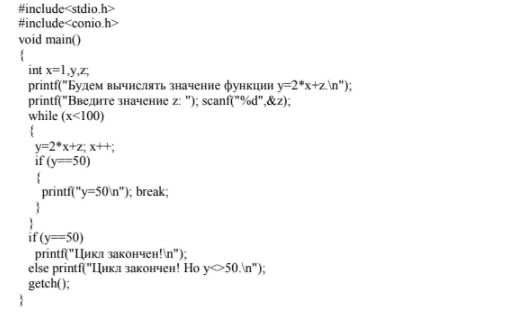 #include<stdio.h>
#include<conio.h>
void main()
{
int x=1,y,z;
printf("Будем вычислять значение функции y=2*x+z.\n");
printf("Введите значение z: "); scanf("%d",&z);
while (x<100)
{
y=2*x+z; x++;
if (y==50)
{
printf("y=50\n"); break;
}
}
if (y==50)
printf("Цикл закончен!\n");
else printf("Цикл закончен! Но y<>50.\n");
getch();
}